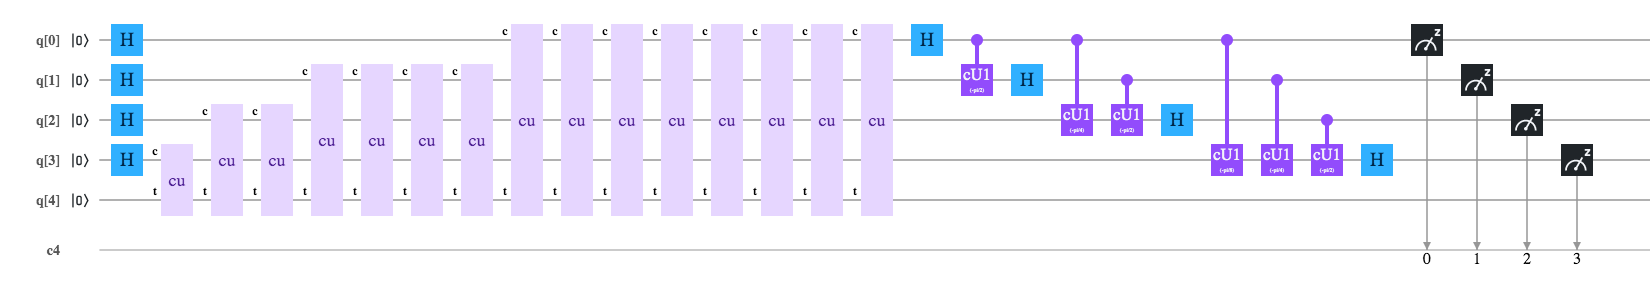 q[0] |0⟩ H c c c c c c c c H
q[1] |0⟩ H c c c c cU1 (-pi/2) H
q[2] |0⟩ H c c cu cu cu cu cu cu cu cu cU1 (-pi/4) cU1 (-pi/2) H
cu cu cu cu
q[3] |0⟩ H c cu cu cU1 (-pi/8) cU1 (-pi/4) cU1 (-pi/2) H
cu
q[4] |0⟩ t t t t t t t t t t t t t t t
c4
0 1 2 3
z
z
z
z